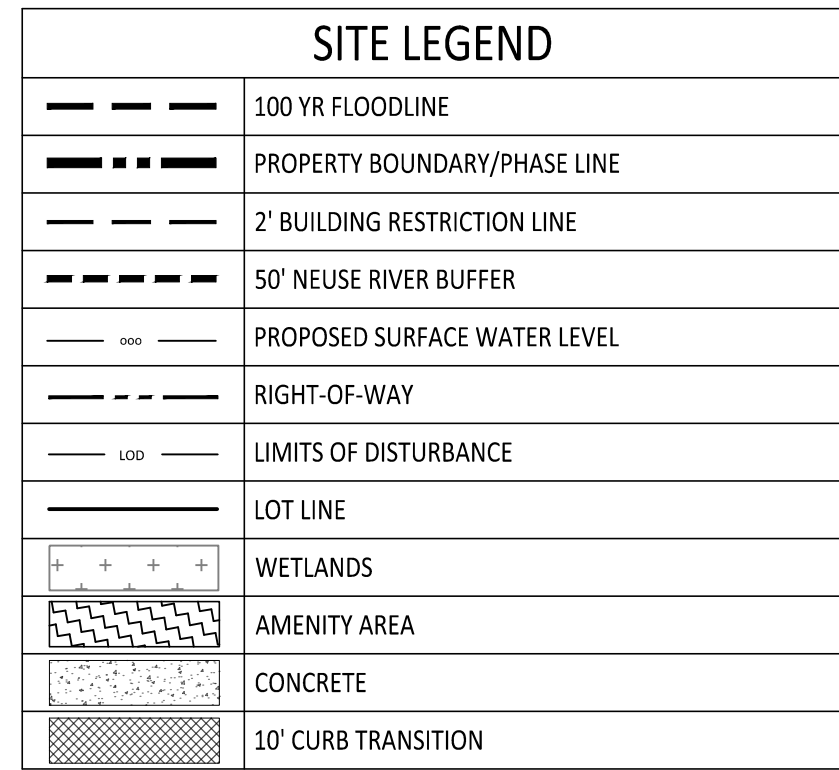 SITE LEGEND
100 YR FLOODLINE
PROPERTY BOUNDARY/PHASE LINE
2' BUILDING RESTRICTION LINE
50' NEUSE RIVER BUFFER
ooo PROPOSED SURFACE WATER LEVEL
RIGHT-OF-WAY
LOD LIMITS OF DISTURBANCE
LOT LINE
WETLANDS
AMENITY AREA
CONCRETE
10' CURB TRANSITION